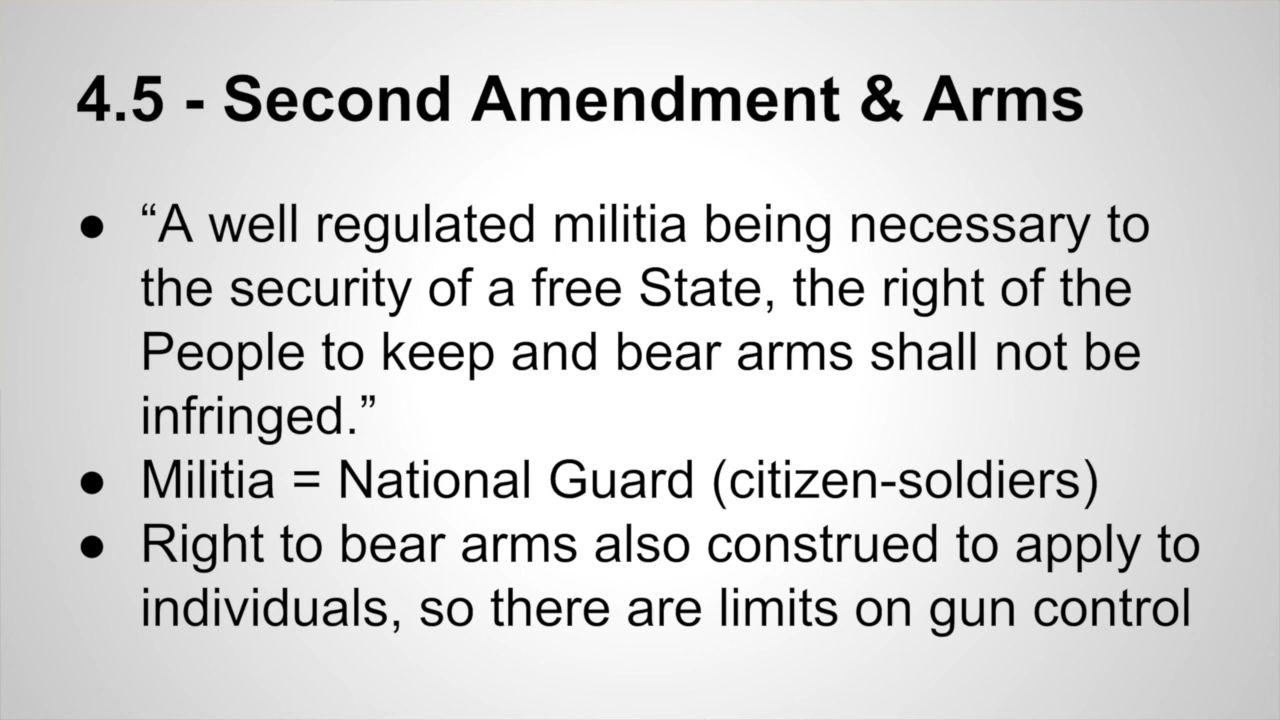 4.5 - Second Amendment & Arms
● “A well regulated militia being necessary to
the security of a free State, the right of the
People to keep and bear arms shall not be
infringed.”
● Militia = National Guard (citizen-soldiers)
● Right to bear arms also construed to apply to
individuals, so there are limits on gun control